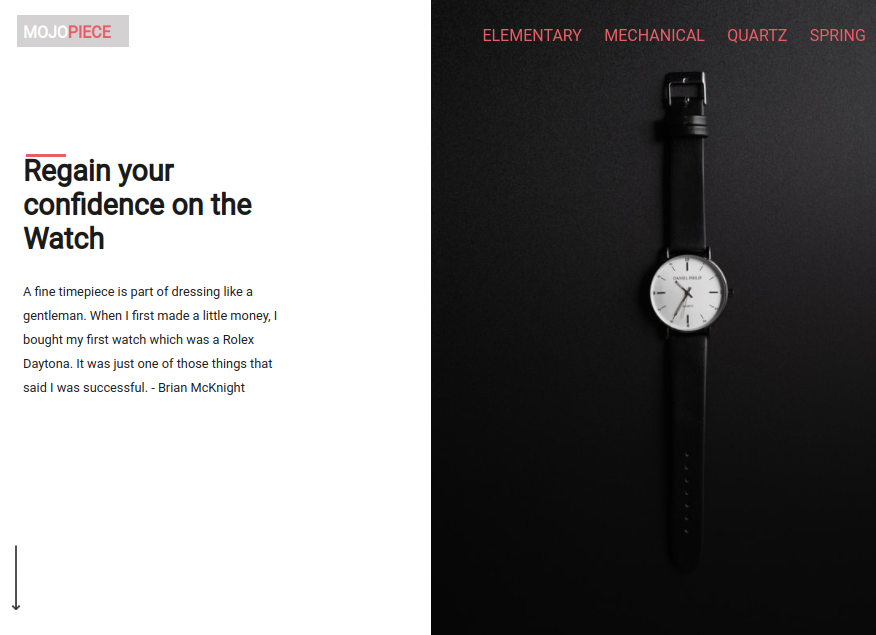 MOJOPIECE
ELEMENTARY MECHANICAL QUARTZ SPRING
Regain your
confidence on the
Watch
A fine timepiece is part of dressing like a
gentleman. When I first made a little money, I
bought my first watch which was a Rolex
Daytona. It was just one of those things that
said I was successful. - Brian McKnight
DANIEL PHILIP